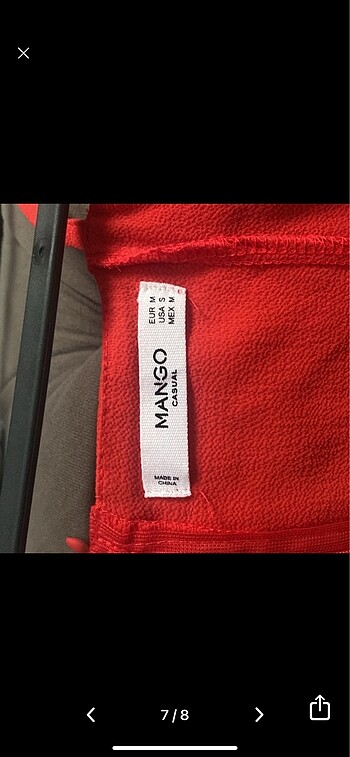 EUR M
USA S
MEX M
MANGO
CASUAL
MADE IN
CHINA
7/8